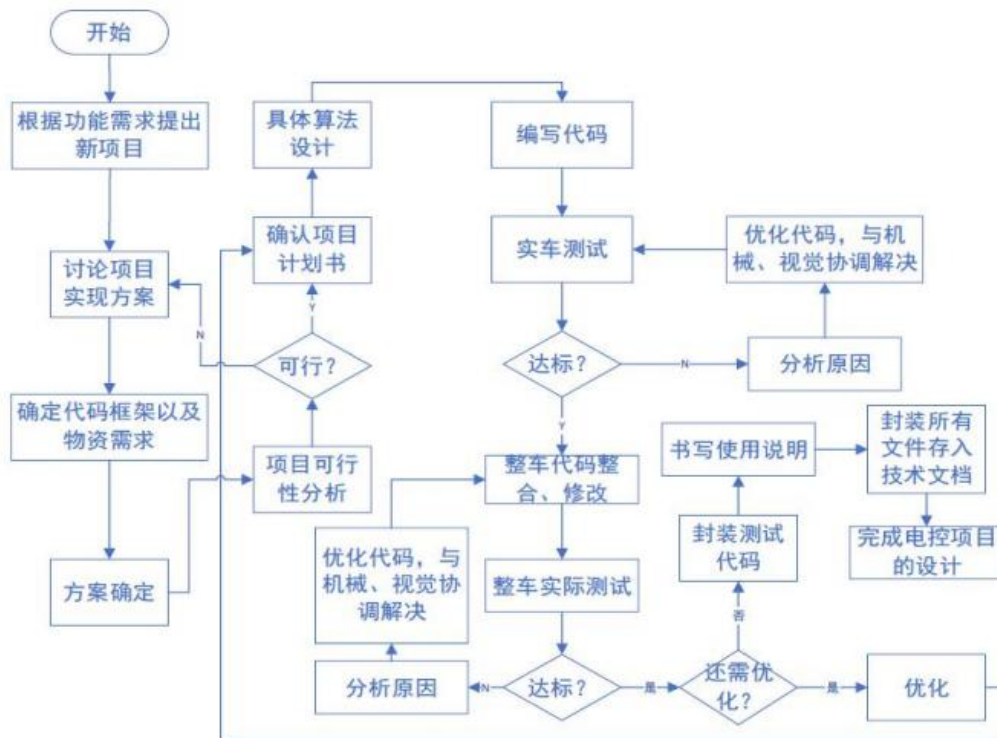 开始
根据功能需求提出
新项目
讨论项目
实现方案
确定代码框架以及
物资需求
方案确定
项目可行
性分析
可行？
N
Y
确认项目
计划书
具体算法
设计
编写代码
实车测试
达标？
N
分析原因
优化代码，与机
械、视觉协调解决
Y
整车代码整
合、修改
整车实际测试
达标？
N
分析原因
优化代码，与
机械、视觉协
调解决
是
还需优
化？
否
封装测试
代码
书写使用说明
封装所有
文件存入
技术文档
完成电控项目
的设计
是
优化